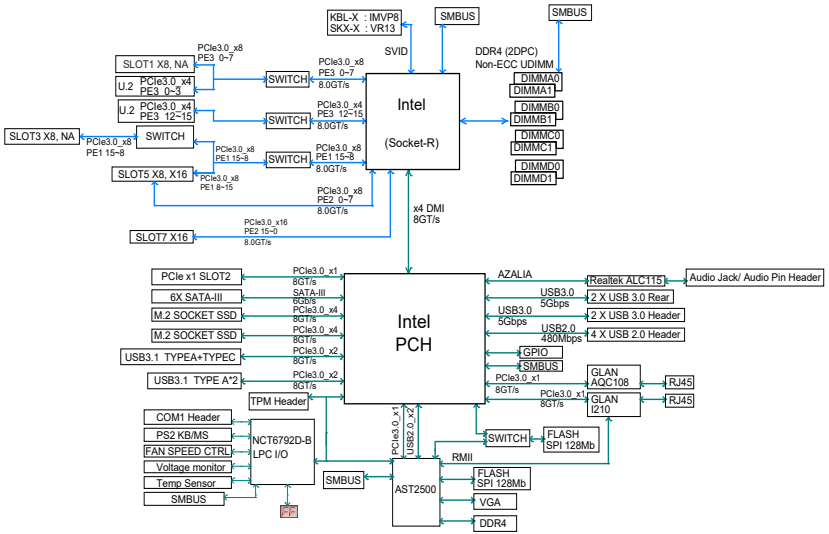 KBL-X : IMVP8
SKX-X : VR13
SMBUS
SMBUS
SVID
DDR4 (2DPC)
Non-ECC UDIMM
PCIe3.0_x8
PE3 0~7
SLOT1 X8, NA
U.2 PCIe3.0_x4
PE3 0~3
SWITCH
PCIe3.0_x8
PE3 0~7
8.0GT/s
U.2 PCIe3.0_x4
PE3 12~15
SWITCH
PCIe3.0_x4
PE3 12~15
8.0GT/s
Intel
(Socket-R)
DIMMA0
DIMMA1
DIMMB0
DIMMB1
DIMMC0
DIMMC1
DIMMD0
DIMMD1
SLOT3 X8, NA
PCIe3.0_x8
PE1 15~8
SWITCH
PCIe3.0_x8
PE1 15~8
SWITCH
PCIe3.0_x8
PE1 15~8
8.0GT/s
SLOT5 X8, X16
PCIe3.0_x8
PE1 8~15
PCIe3.0_x8
PE2 0~7
8.0GT/s
x4 DMI
8GT/s
SLOT7 X16
PCIe3.0_x16
PE2 15~0
8.0GT/s
PCIe x1 SLOT2
PCIe3.0_x1
8GT/s
6X SATA-III
SATA-III
6Gb/s
M.2 SOCKET SSD
PCIe3.0_x4
8GT/s
M.2 SOCKET SSD
PCIe3.0_x4
8GT/s
USB3.1 TYPEA+TYPEC
PCIe3.0_x2
8GT/s
USB3.1 TYPE A*2
PCIe3.0_x2
8GT/s
Intel
PCH
AZALIA
Realtek ALC115
Audio Jack/ Audio Pin Header
USB3.0
5Gbps
2 X USB 3.0 Rear
USB3.0
5Gbps
2 X USB 3.0 Header
USB2.0
480Mbps
4 X USB 2.0 Header
GPIO
SMBUS
PCIe3.0_x1
8GT/s
GLAN
AQC108
RJ45
PCIe3.0_x1
8GT/s
GLAN
I210
RJ45
TPM Header
PCIe3.0_x1
USB2.0_x2
COM1 Header
PS2 KB/MS
FAN SPEED CTRL
Voltage monitor
Temp Sensor
SMBUS
NCT6792D-B
LPC I/O
FF
SMBUS
AST2500
SWITCH
FLASH
SPI 128Mb
RMII
FLASH
SPI 128Mb
VGA
DDR4